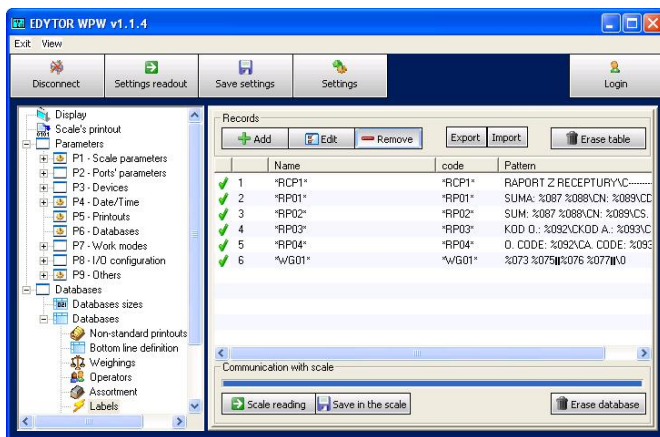 EDYTOR WPW v1.1.4
Exit View
Disconnect Settings readout Save settings Settings Login
Display
Scale's printout
Parameters
P1 - Scale parameters
P2 - Ports' parameters
P3 - Devices
P4 - Date/Time
P5 - Printouts
P6 - Databases
P7 - Work modes
P8 - I/O configuration
P9 - Others
Databases
Databases sizes
Databases
Non-standard printouts
Bottom line definition
Weighings
Operators
Assortment
Labels
Records
Add Edit Remove Export Import Erase table
Name code Pattern
1 *RCP1* *RCP1* RAPORT Z RECEPTURY\C--------
2 *RP01* *RP01* SUMA: %087 %088\CN: %089\CD
3 *RP02* *RP02* SUM: %087 %088\CN: %089\CS.
4 *RP03* *RP03* KOD O.: %092\CKOD A.: %093\C
5 *RP04* *RP04* O. CODE: %092\CA. CODE: %093
6 *WG01* *WG01* %073 %075||%076 %077||\0
Communication with scale
Scale reading Save in the scale Erase database